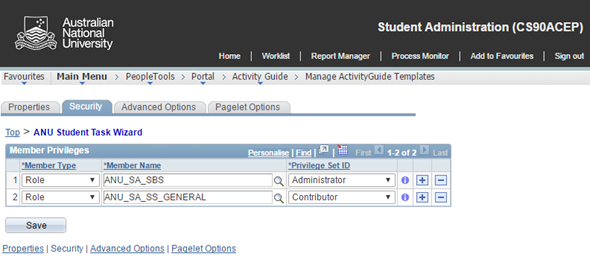 Australian
National
University
Student Administration (CS90ACEP)
Home | Worklist | Report Manager | Process Monitor | Add to Favourites | Sign out
Favourites Main Menu > PeopleTools > Portal > Activity Guide > Manage ActivityGuide Templates
Properties Security Advanced Options Pagelet Options
Top > ANU Student Task Wizard
Member Privileges Personalise | Find | First 1-2 of 2 Last
*Member Type *Member Name *Privilege Set ID
1 Role ANU_SA_SBS Administrator
2 Role ANU_SA_SS_GENERAL Contributor
Save
Properties | Security | Advanced Options | Pagelet Options